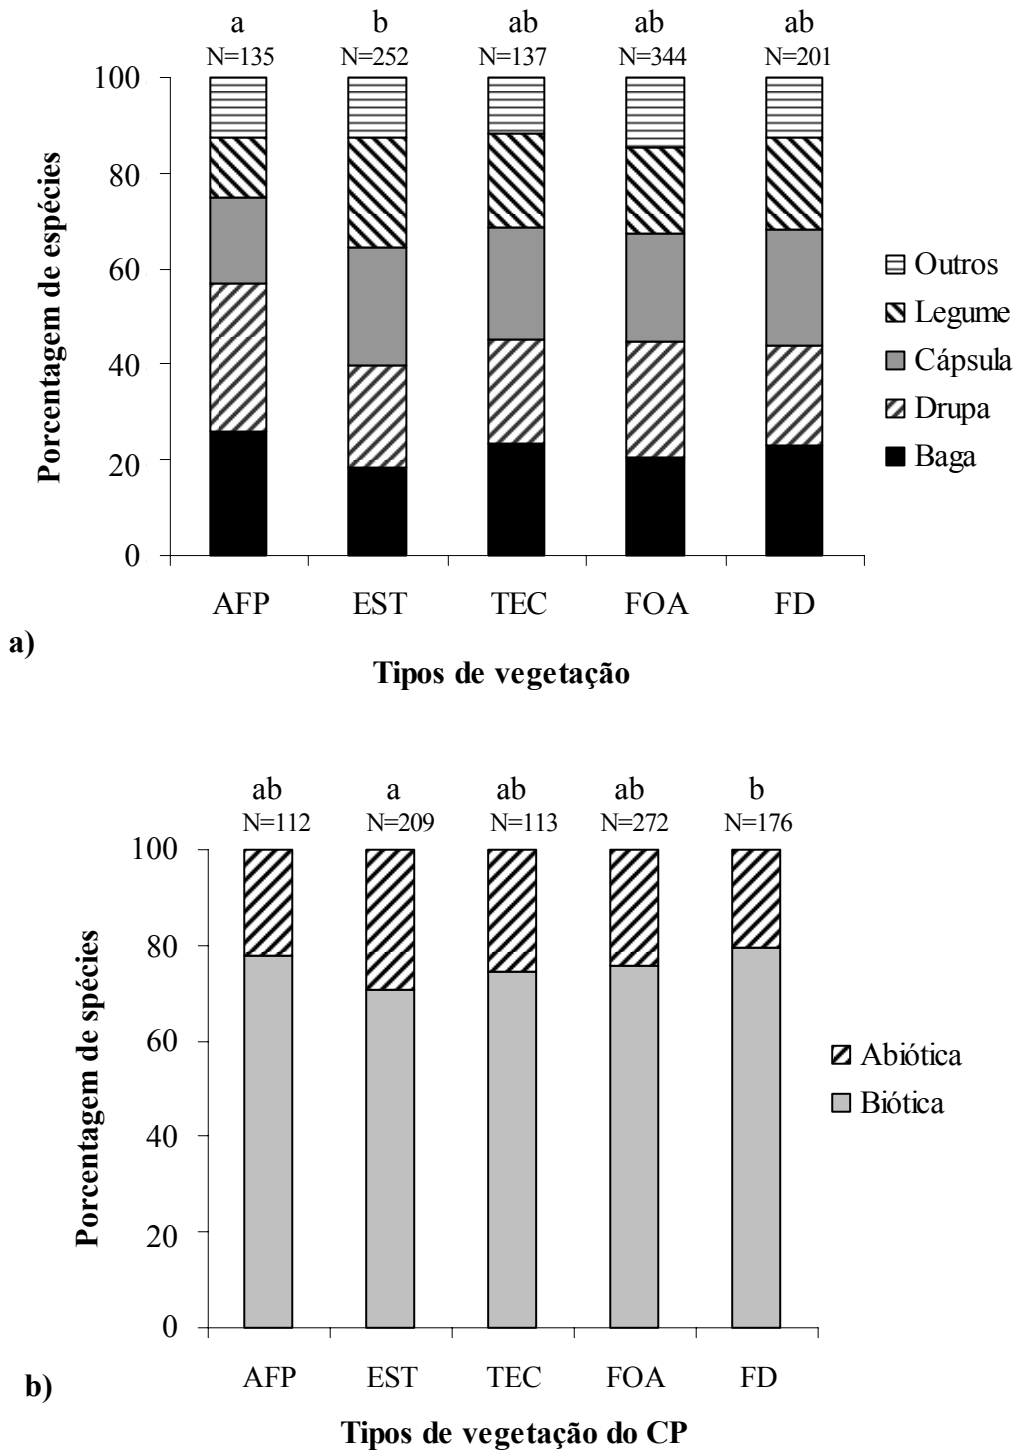 a b ab ab ab
N=135 N=252 N=137 N=344 N=201
100
80
60
40
20
0
Porcentagem de espécies
Outros
Legume
Cápsula
Drupa
Baga
AFP EST TEC FOA FD
a)
Tipos de vegetação
ab a ab ab b
N=112 N=209 N=113 N=272 N=176
100
80
60
40
20
0
Porcentagem de spécies
Abiótica
Biótica
AFP EST TEC FOA FD
b)
Tipos de vegetação do CP